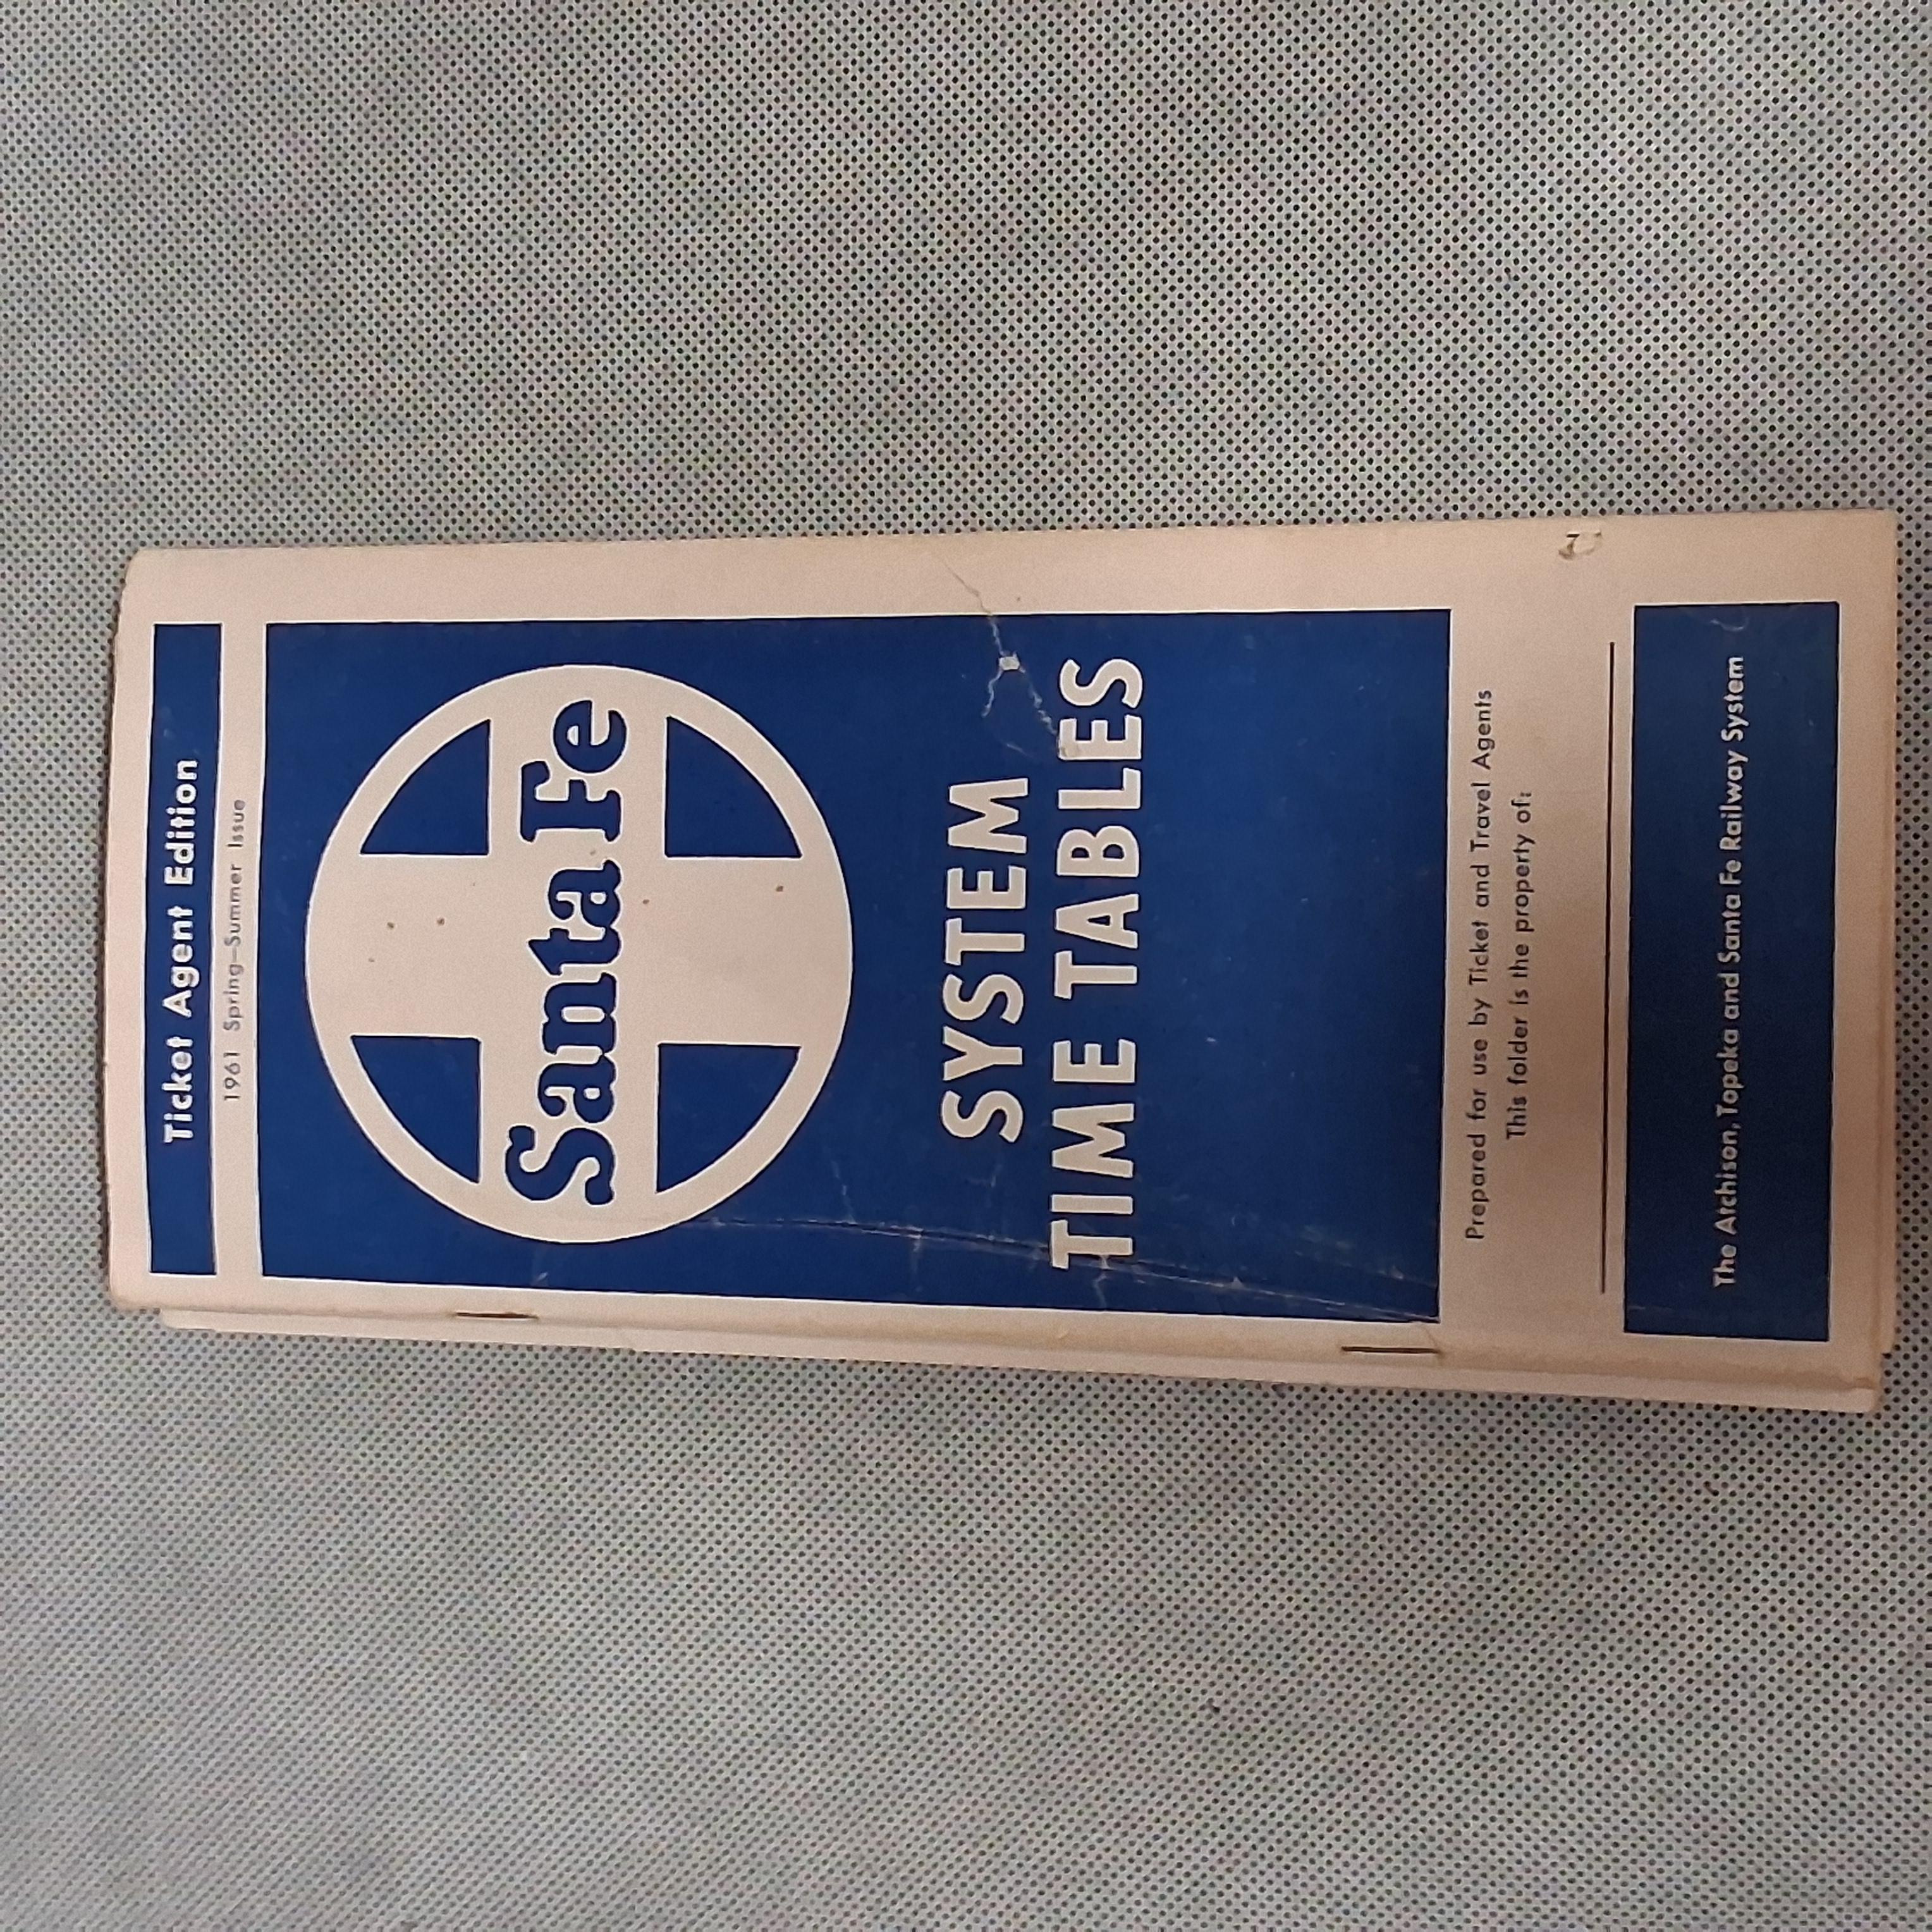 Ticket Agent Edition
1961 Spring—Summer Issue
Santa Fe
SYSTEM
TIME TABLES
Prepared for use by Ticket and Travel Agents
This folder is the property of:
The Atchison, Topeka and Santa Fe Railway System